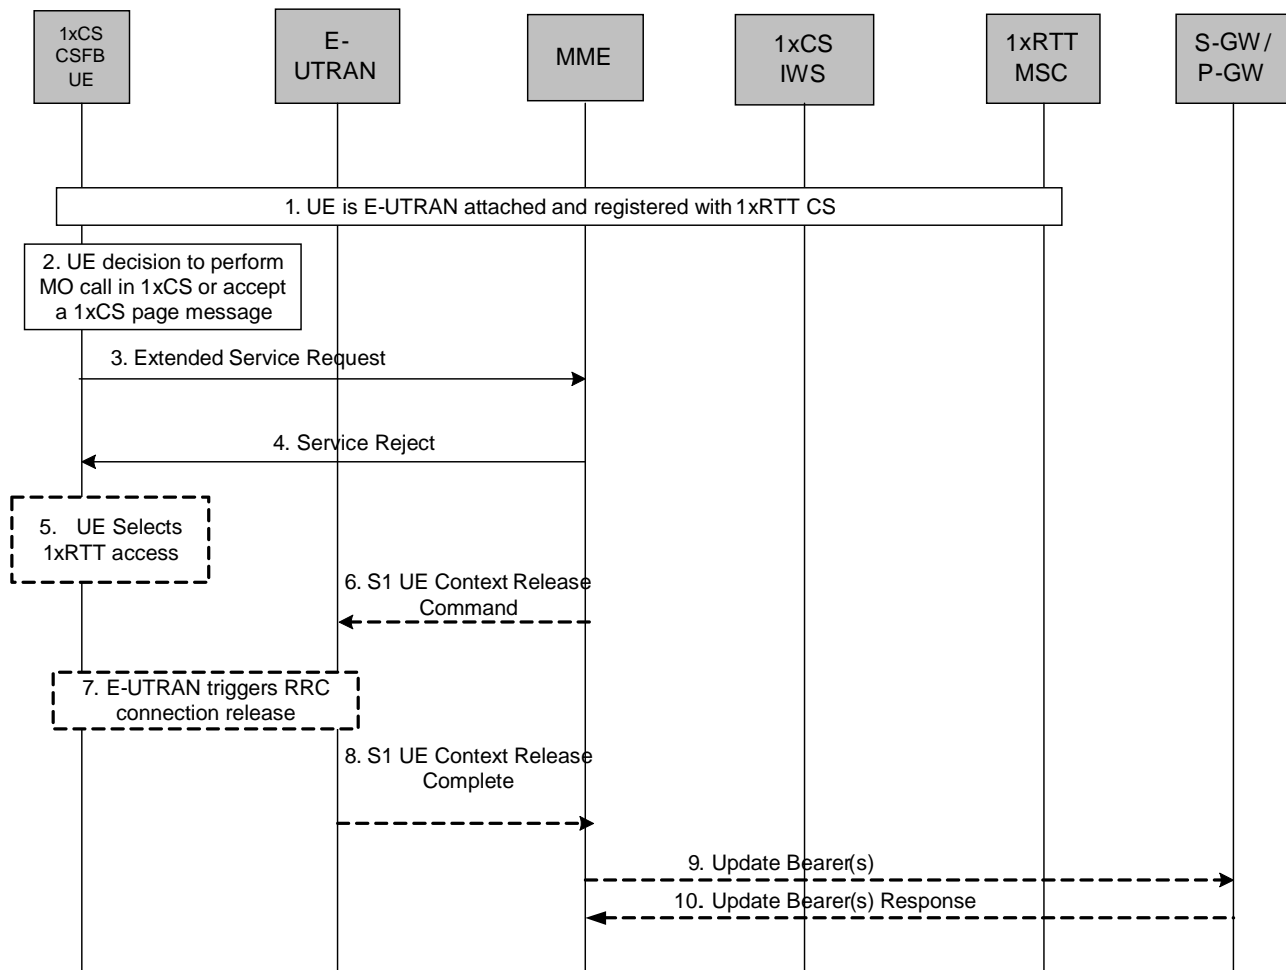 1xCS
CSFB
UE
E-
UTRAN
MME
1xCS
IWS
1xRTT
MSC
S-GW/
P-GW
1. UE is E-UTRAN attached and registered with 1xRTT CS
2. UE decision to perform
MO call in 1xCS or accept
a 1xCS page message
3. Extended Service Request
4. Service Reject
5. UE Selects
1xRTT access
6. S1 UE Context Release
Command
7. E-UTRAN triggers RRC
connection release
8. S1 UE Context Release
Complete
9. Update Bearer(s)
10. Update Bearer(s) Response